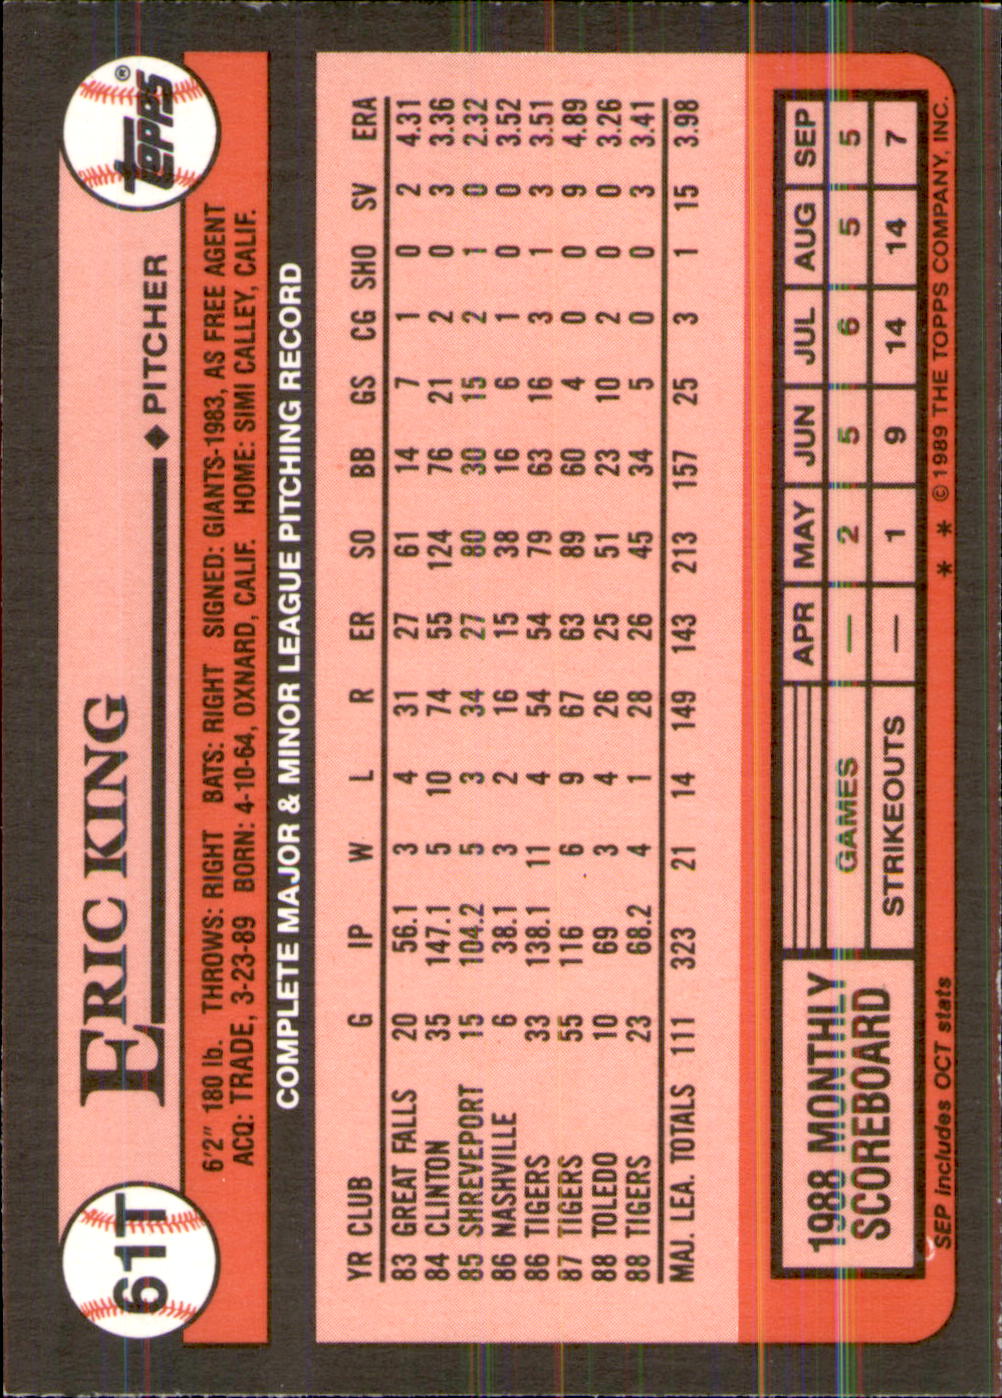 61T
ERIC KING
◆ PITCHER
TOPPS®
6'2" 180 lb. THROWS: RIGHT BATS: RIGHT SIGNED: GIANTS-1983, AS FREE AGENT
ACQ: TRADE, 3-23-89 BORN: 4-10-64, OXNARD, CALIF. HOME: SIMI CALLEY, CALIF.
COMPLETE MAJOR & MINOR LEAGUE PITCHING RECORD
YR CLUB G IP W L R ER SO BB GS CG SHO SV ERA
83 GREAT FALLS 20 56.1 3 4 31 27 61 14 7 1 0 2 4.31
84 CLINTON 35 147.1 5 10 74 55 124 76 21 2 0 3 3.36
85 SHREVEPORT 15 104.2 5 3 34 27 80 30 15 2 1 0 2.32
86 NASHVILLE 6 38.1 3 2 16 15 38 16 6 1 0 0 3.52
86 TIGERS 33 138.1 11 4 54 54 79 63 16 3 1 3 3.51
87 TIGERS 55 116 6 9 67 63 89 60 4 0 0 9 4.89
88 TOLEDO 10 69 3 4 26 25 51 23 10 2 0 0 3.26
88 TIGERS 23 68.2 4 1 28 26 45 34 5 0 0 3 3.41
MAJ. LEA. TOTALS 111 323 21 14 149 143 213 157 25 3 1 15 3.98
1988 MONTHLY
SCOREBOARD
APR MAY JUN JUL AUG SEP
GAMES — 2 5 6 5 5
STRIKEOUTS — 1 9 14 14 7
SEP includes OCT stats
* * ©1989 THE TOPPS COMPANY, INC.